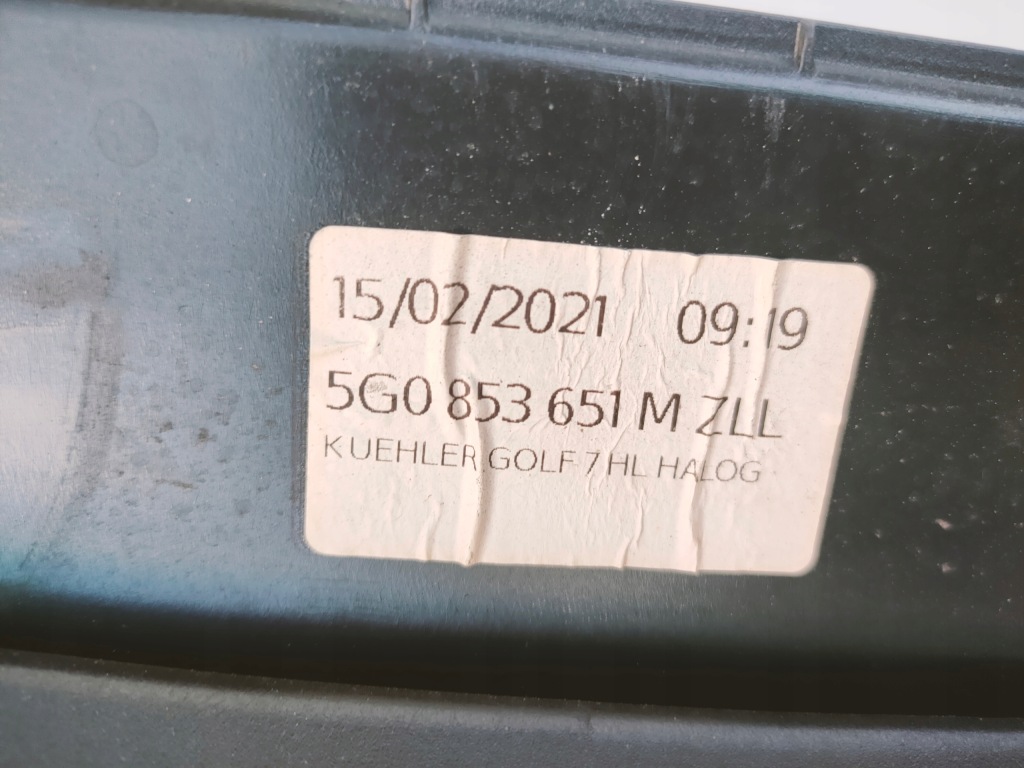 15/02/2021 09:19
5G0 853 651 M ZLL
KUEHLER GOLF 7 HL HALOG